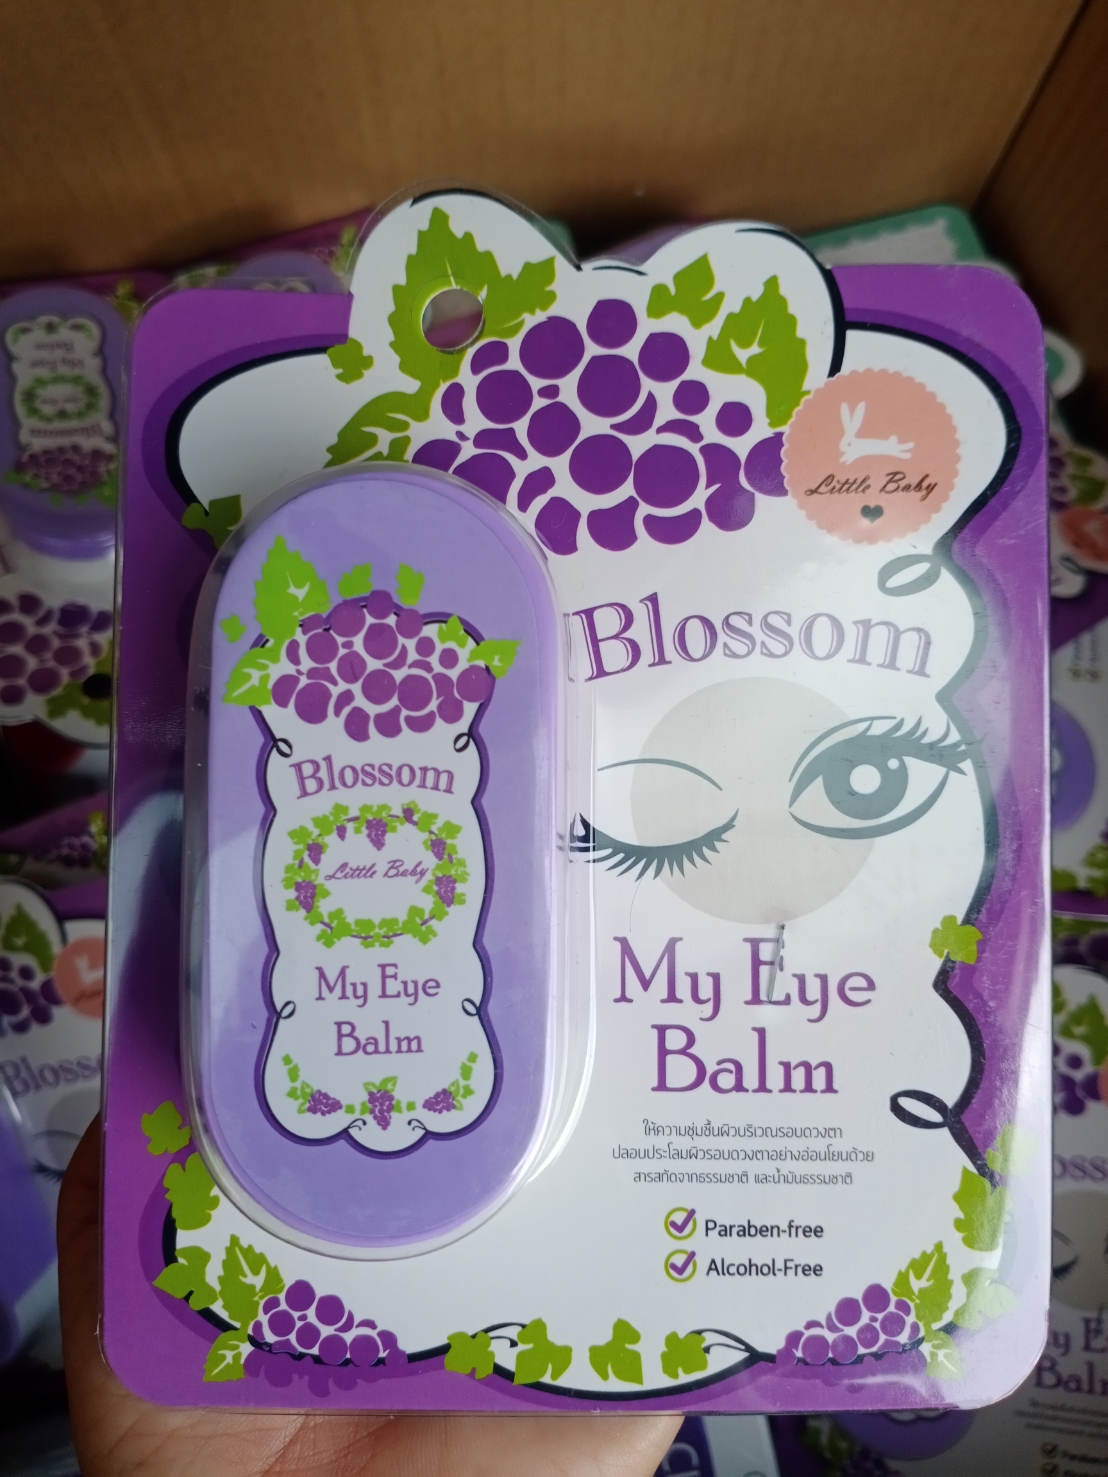 Little Baby
Blossom
My Eye
Balm
ให้ความชุ่มชื้นผิวบริเวณรอบดวงตา
ปลอบประโลมผิวรอบดวงตาอย่างอ่อนโยนด้วย
สารสกัดจากธรรมชาติ และน้ำมันธรรมชาติ
Paraben-free
Alcohol-Free
Blossom
Little Baby
My Eye
Balm